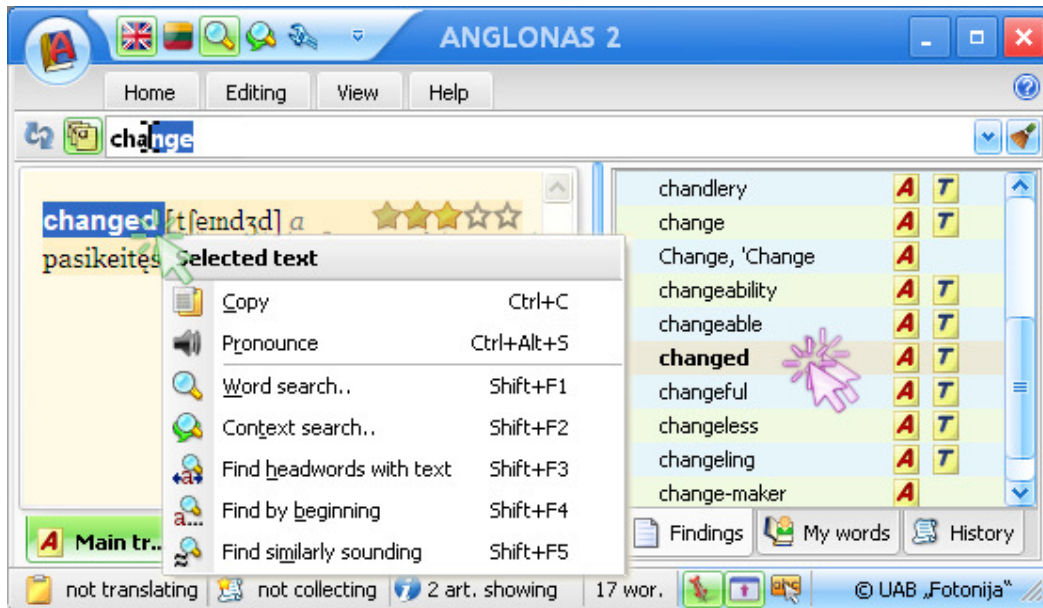 ANGLONAS 2
Home Editing View Help
change
changed [tʃeındʒd] a
pasikeitęs
Selected text
Copy Ctrl+C
Pronounce Ctrl+Alt+S
Word search.. Shift+F1
Context search.. Shift+F2
Find headwords with text Shift+F3
Find by beginning Shift+F4
Find similarly sounding Shift+F5
Main tr..
chandlery A T
change A T
Change, 'Change A
changeability A T
changeable A T
changed A T
changeful A T
changeless A T
changeling A T
change-maker A
Findings My words History
not translating not collecting 2 art. showing 17 wor. © UAB „Fotonija“